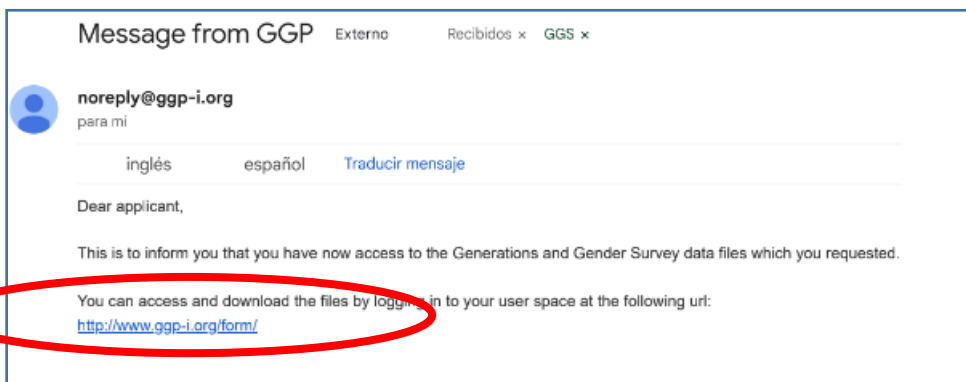 Message from GGP Externo Recibidos × GGS ×
noreply@ggp-i.org
para mi
inglés español Traducir mensaje
Dear applicant,
This is to inform you that you have now access to the Generations and Gender Survey data files which you requested.
You can access and download the files by logging in to your user space at the following url:
http://www.ggp-i.org/form/